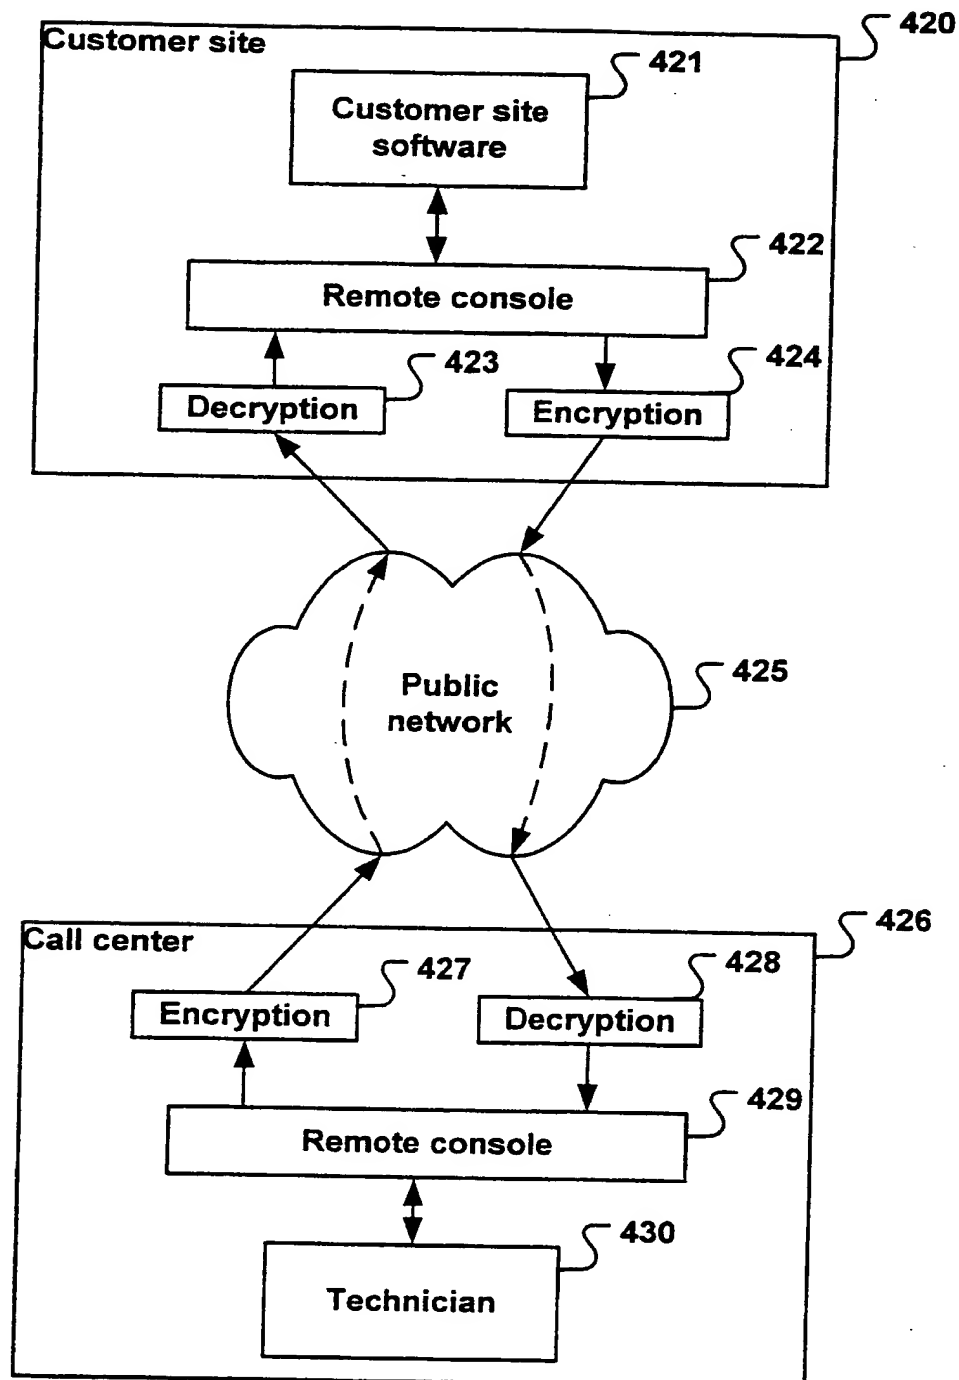 420
Customer site
421
Customer site
software
422
Remote console
423
424
Decryption
Encryption
Public
network
425
426
Call center
427
428
Encryption
Decryption
429
Remote console
430
Technician